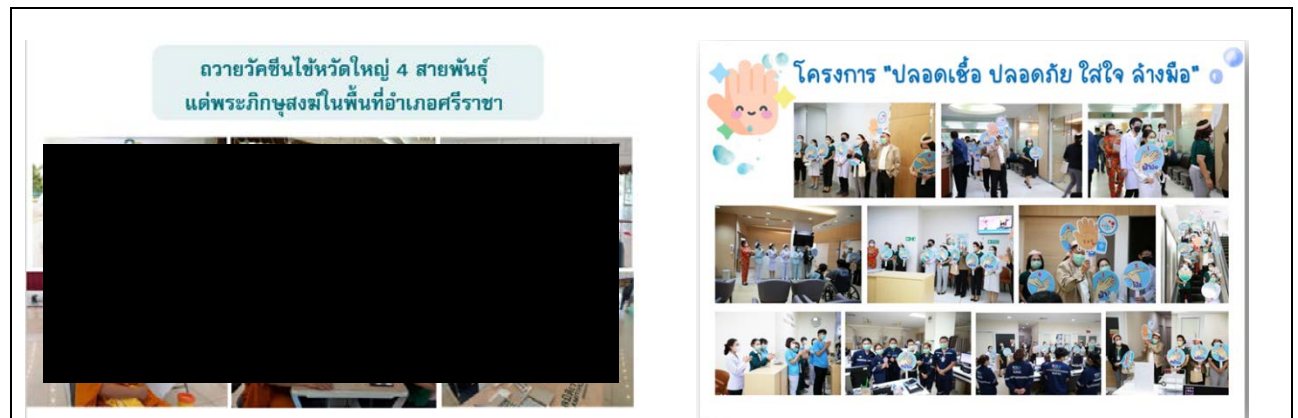 ถวายวัคซีนไข้หวัดใหญ่ 4 สายพันธุ์
แด่พระภิกษุสงฆ์ในพื้นที่อำเภอศรีราชา
โครงการ "ปลอดเชื้อ ปลอดภัย ใส่ใจ ล้างมือ"